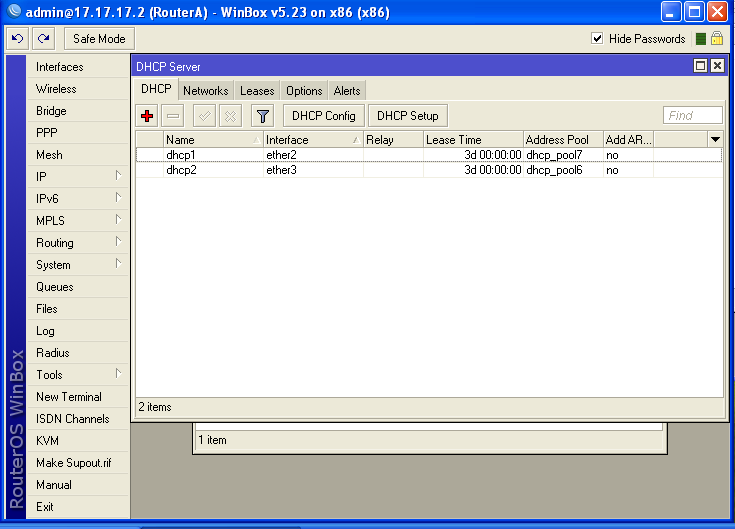 admin@17.17.17.2 (RouterA) - WinBox v5.23 on x86 (x86)
Safe Mode
Hide Passwords
RouterOS WinBox
Interfaces
Wireless
Bridge
PPP
Mesh
IP
IPv6
MPLS
Routing
System
Queues
Files
Log
Radius
Tools
New Terminal
ISDN Channels
KVM
Make Supout.rif
Manual
Exit
DHCP Server
DHCP Networks Leases Options Alerts
DHCP Config DHCP Setup Find
Name Interface Relay Lease Time Address Pool Add AR...
dhcp1 ether2 3d 00:00:00 dhcp_pool7 no
dhcp2 ether3 3d 00:00:00 dhcp_pool6 no
2 items
1 item